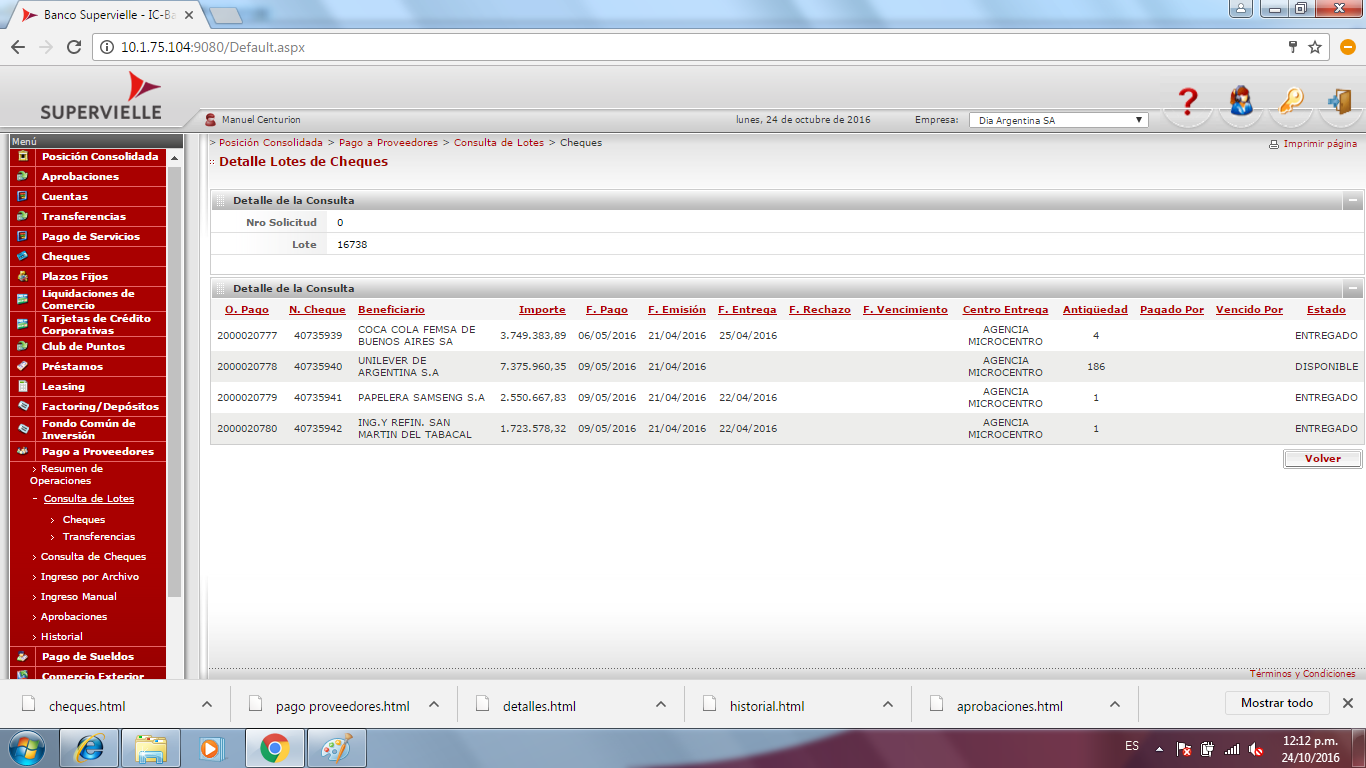 Banco Supervielle - IC-Ba
10.1.75.104:9080/Default.aspx
SUPERVIELLE
Manuel Centurion
lunes, 24 de octubre de 2016
Empresa:
Dia Argentina SA
Menú
Posición Consolidada
Aprobaciones
Cuentas
Transferencias
Pago de Servicios
Cheques
Plazos Fijos
Liquidaciones de
Comercio
Tarjetas de Crédito
Corporativas
Club de Puntos
Préstamos
Leasing
Factoring/Depósitos
Fondo Común de
Inversión
Pago a Proveedores
› Resumen de
Operaciones
- Consulta de Lotes
› Cheques
› Transferencias
› Consulta de Cheques
› Ingreso por Archivo
› Ingreso Manual
› Aprobaciones
› Historial
Pago de Sueldos
Comercio Exterior
> Posición Consolidada > Pago a Proveedores > Consulta de Lotes > Cheques
Imprimir página
Detalle Lotes de Cheques
Detalle de la Consulta
Nro Solicitud 0
Lote 16738
Detalle de la Consulta
O. Pago N. Cheque Beneficiario Importe F. Pago F. Emisión F. Entrega F. Rechazo F. Vencimiento Centro Entrega Antigüedad Pagado Por Vencido Por Estado
2000020777 40735939 COCA COLA FEMSA DE BUENOS AIRES SA 3.749.383,89 06/05/2016 21/04/2016 25/04/2016 AGENCIA MICROCENTRO 4 ENTREGADO
2000020778 40735940 UNILEVER DE ARGENTINA S.A 7.375.960,35 09/05/2016 21/04/2016 AGENCIA MICROCENTRO 186 DISPONIBLE
2000020779 40735941 PAPELERA SAMSENG S.A 2.550.667,83 09/05/2016 21/04/2016 22/04/2016 AGENCIA MICROCENTRO 1 ENTREGADO
2000020780 40735942 ING.Y REFIN. SAN MARTIN DEL TABACAL 1.723.578,32 09/05/2016 21/04/2016 22/04/2016 AGENCIA MICROCENTRO 1 ENTREGADO
Volver
Términos y Condiciones
cheques.html
pago proveedores.html
detalles.html
historial.html
aprobaciones.html
Mostrar todo
ES
12:12 p.m.
24/10/2016